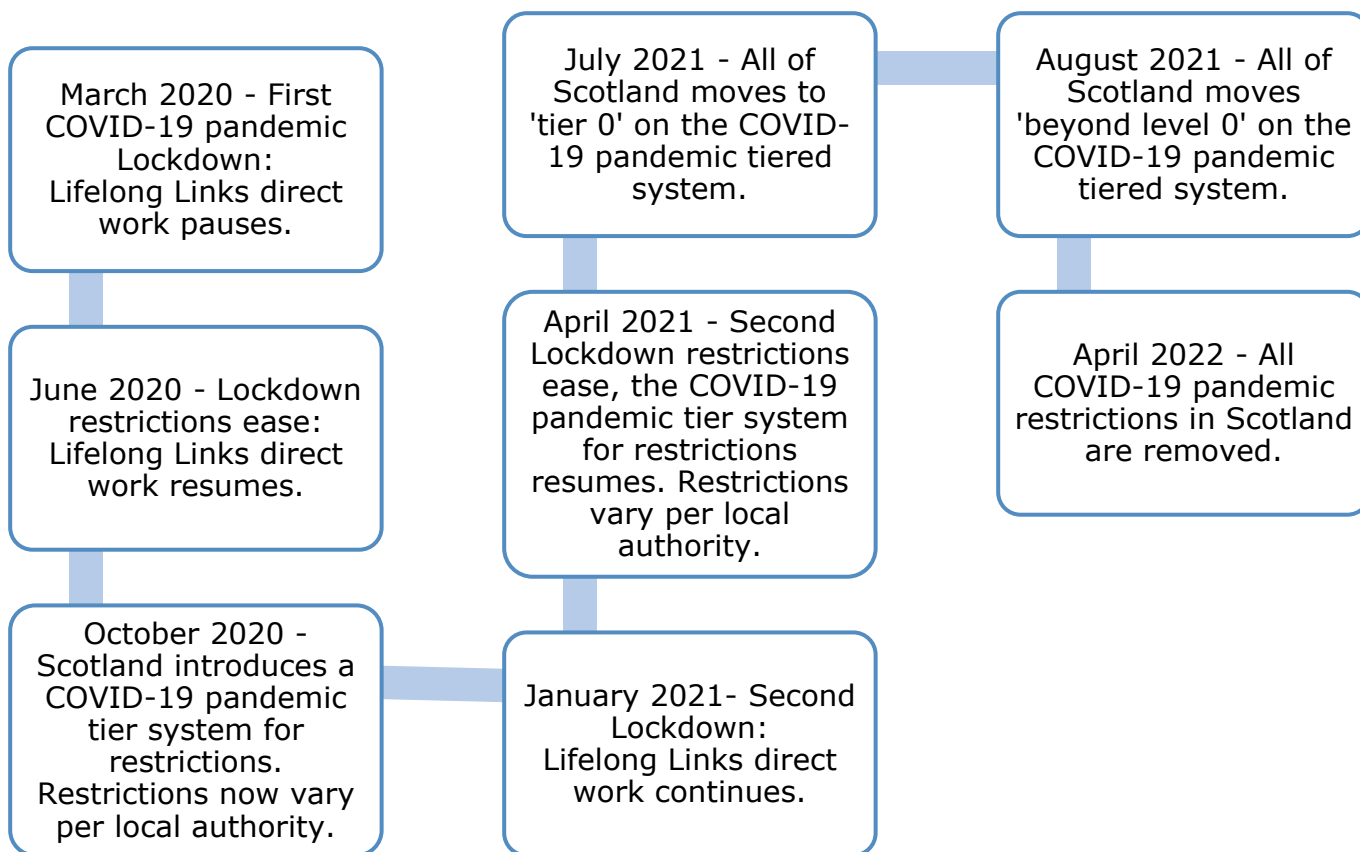 March 2020 - First
COVID-19 pandemic
Lockdown:
Lifelong Links direct
work pauses.
June 2020 - Lockdown
restrictions ease:
Lifelong Links direct
work resumes.
October 2020 -
Scotland introduces a
COVID-19 pandemic
tier system for
restrictions.
Restrictions now vary
per local authority.
January 2021- Second
Lockdown:
Lifelong Links direct
work continues.
April 2021 - Second
Lockdown restrictions
ease, the COVID-19
pandemic tier system
for restrictions
resumes. Restrictions
vary per local
authority.
July 2021 - All of
Scotland moves to
'tier 0' on the COVID-
19 pandemic tiered
system.
August 2021 - All of
Scotland moves
'beyond level 0' on the
COVID-19 pandemic
tiered system.
April 2022 - All
COVID-19 pandemic
restrictions in Scotland
are removed.